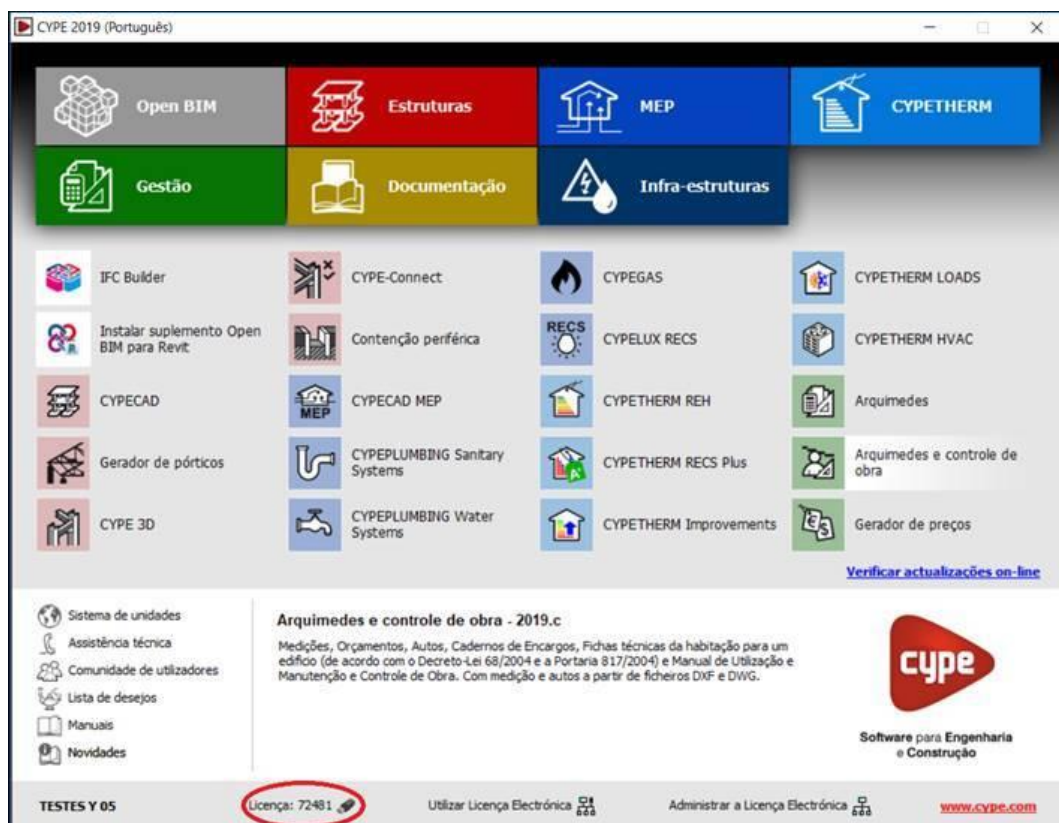 CYPE 2019 (Português)
Open BIM
Estruturas
MEP
CYPETHERM
Gestão
Documentação
Infra-estruturas
IFC Builder
CYPE-Connect
CYPEGAS
CYPETHERM LOADS
Instalar suplemento Open
BIM para Revit
Contenção periférica
RECS
CYPELUX RECS
CYPETHERM HVAC
CYPECAD
MEP
CYPECAD MEP
CYPETHERM REH
Arquimedes
Gerador de pórticos
CYPEPLUMBING Sanitary
Systems
CYPETHERM RECS Plus
Arquimedes e controle de
obra
CYPE 3D
CYPEPLUMBING Water
Systems
CYPETHERM Improvements
Gerador de preços
Verificar actualizações on-line
Sistema de unidades
Assistência técnica
Comunidade de utilizadores
Lista de desejos
Manuais
Novidades
Arquimedes e controle de obra - 2019.c
Medições, Orçamentos, Autos, Cadernos de Encargos, Fichas técnicas da habitação para um
edifício (de acordo com o Decreto-Lei 68/2004 e a Portaria 817/2004) e Manual de Utilização e
Manutenção e Controle de Obra. Com medição e autos a partir de ficheiros DXF e DWG.
cype
Software para Engenharia
e Construção
TESTES Y 05
Licença: 72481
Utilizar Licença Electrónica
Administrar a Licença Electrónica
www.cype.com